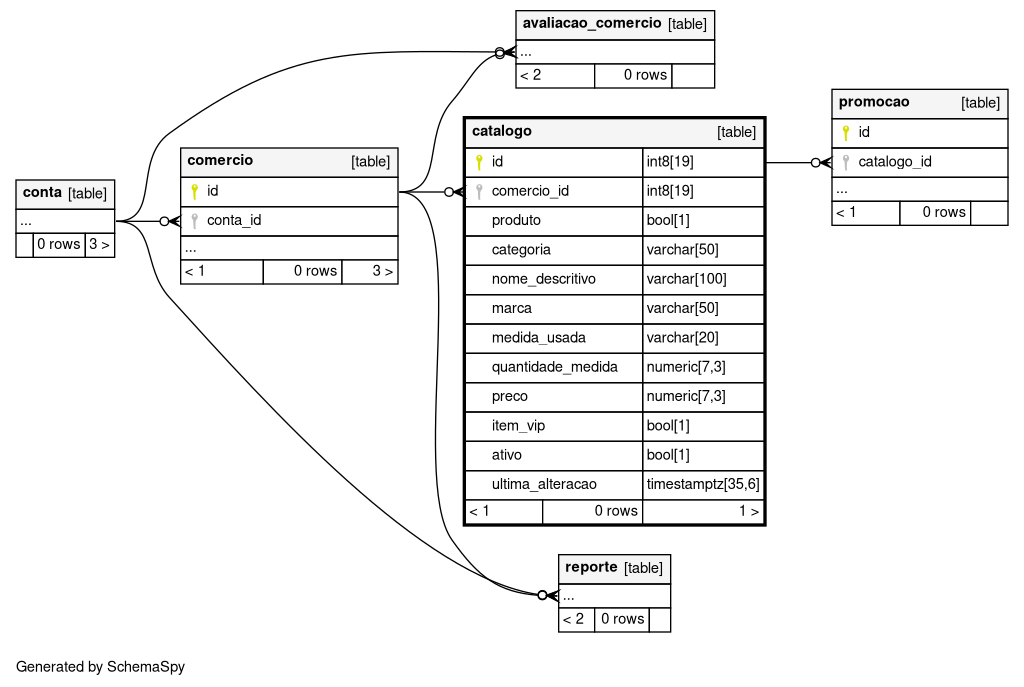 avaliacao_comercio [table]
...
< 2 0 rows
promocao [table]
id
catalogo_id
...
< 1 0 rows
catalogo [table]
id int8[19]
comercio_id int8[19]
produto bool[1]
categoria varchar[50]
nome_descritivo varchar[100]
marca varchar[50]
medida_usada varchar[20]
quantidade_medida numeric[7,3]
preco numeric[7,3]
item_vip bool[1]
ativo bool[1]
ultima_alteracao timestamptz[35,6]
< 1 0 rows 1 >
comercio [table]
id
conta_id
...
< 1 0 rows 3 >
conta [table]
...
0 rows 3 >
reporte [table]
...
< 2 0 rows
Generated by SchemaSpy